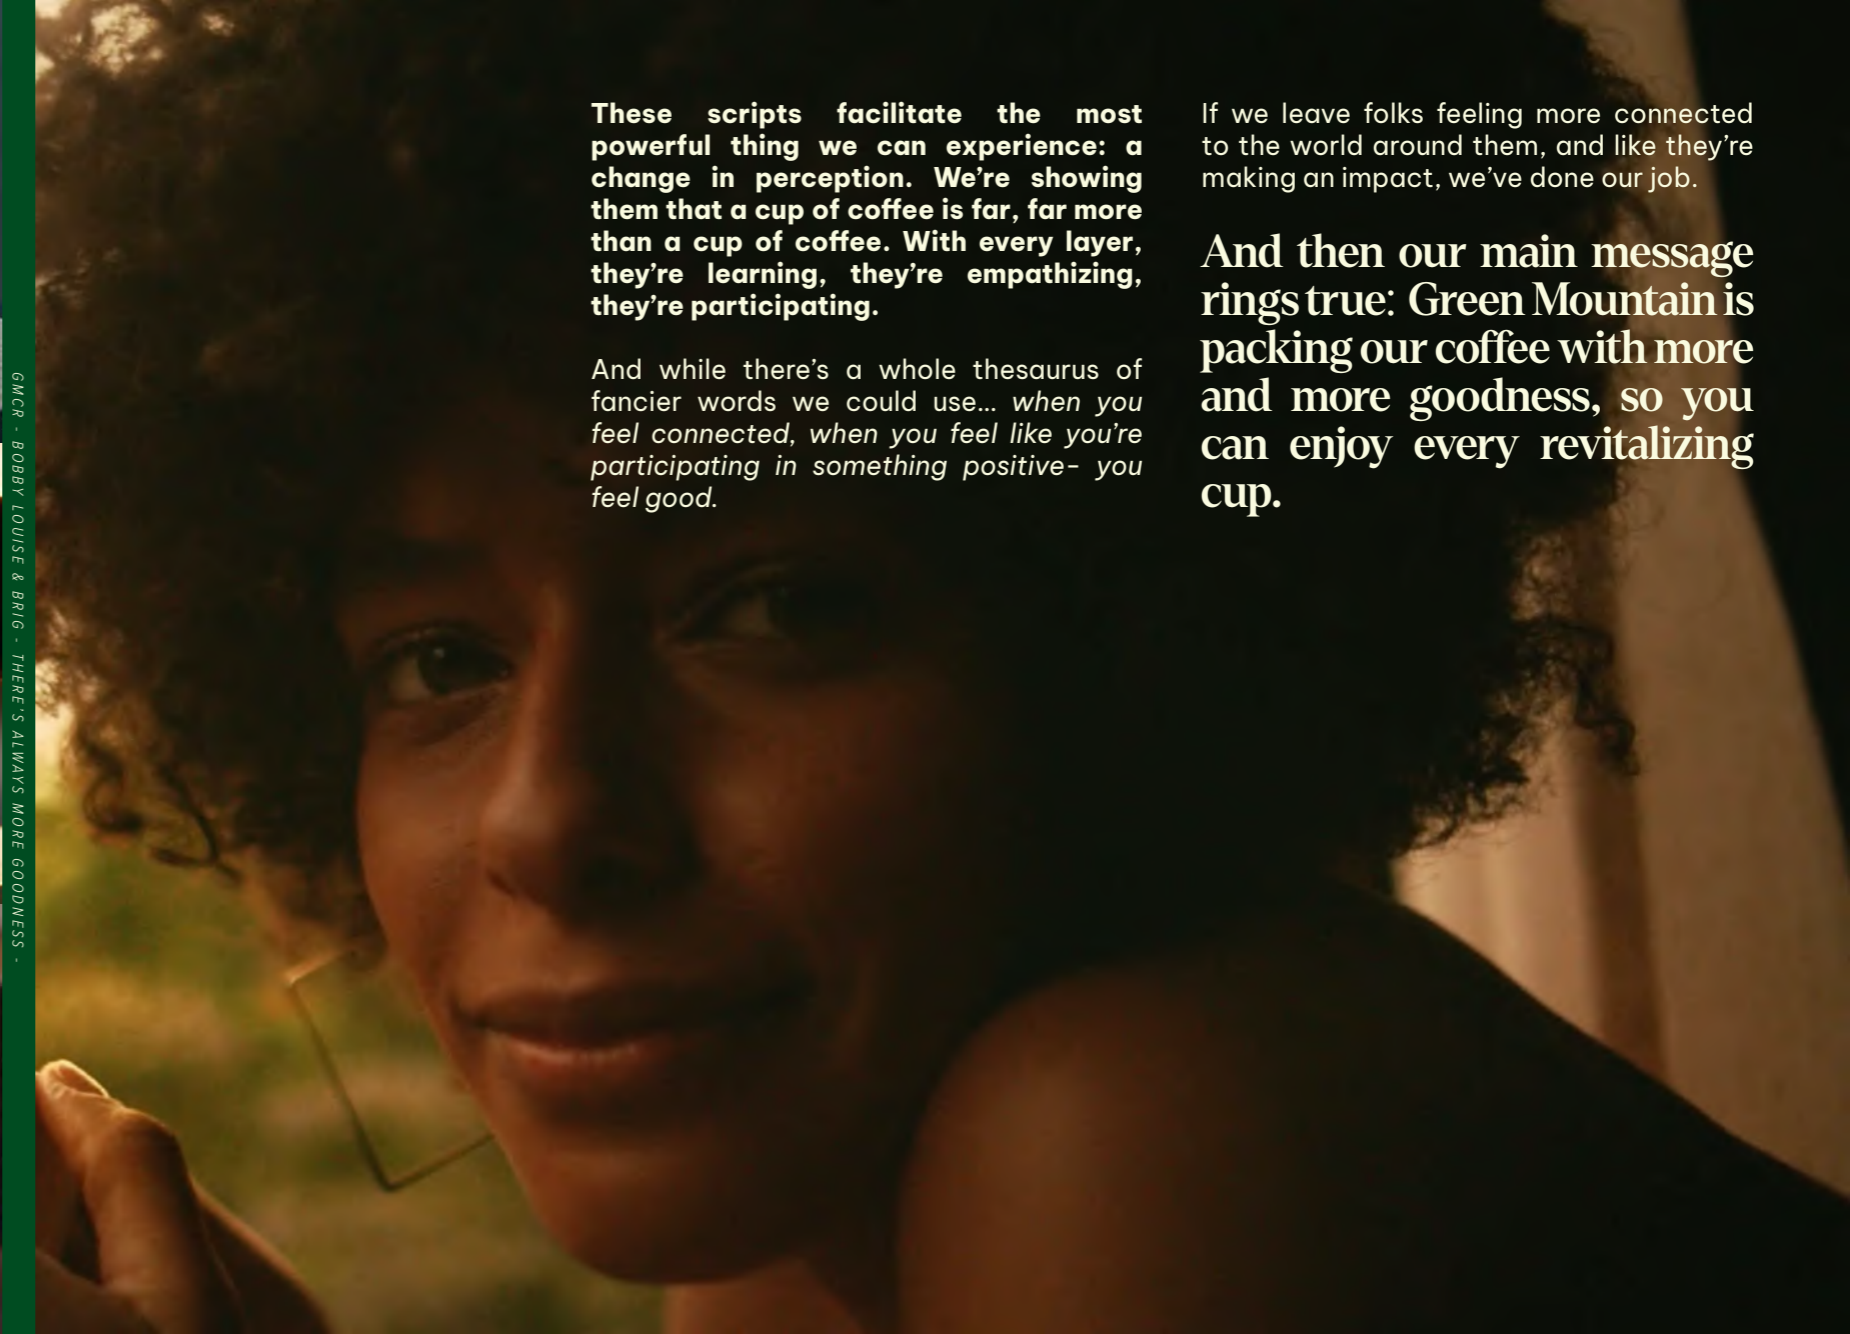 These scripts facilitate the most
powerful thing we can experience: a
change in perception. We're showing
them that a cup of coffee is far, far more
than a cup of coffee. With every layer,
they're learning, they're empathizing,
they're participating.
And while there's a whole thesaurus of
fancier words we could use... when you
feel connected, when you feel like you're
participating in something positive- you
feel good.
If we leave folks feeling more connected
to the world around them, and like they're
making an impact, we've done our job.
And then our main message
rings true: Green Mountain is
packing our coffee with more
and more goodness, so you
can enjoy every revitalizing
cup.
GMCR - BOBBY LOUISE & BRIG - THERE'S ALWAYS MORE GOODNESS -